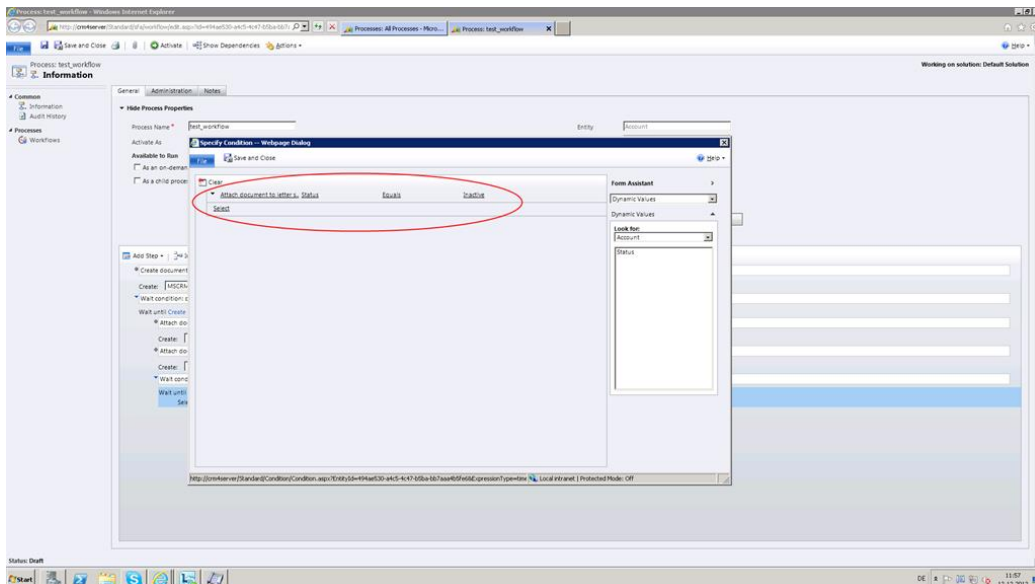 Process: test_workflow - Windows Internet Explorer
Processes: All Processes - Micro...
Process: test_workflow
File
Save and Close
Activate
Show Dependencies
Actions
Help
Process: test_workflow
Information
Working on solution: Default Solution
Common
Information
Audit History
Processes
Workflows
General
Administration
Notes
Hide Process Properties
Process Name *
test_workflow
Entity
Account
Activate As
Available to Run
As an on-deman
As a child proce
Specify Condition -- Webpage Dialog
File
Save and Close
Help
Clear
Attach document to letter s.. Status Equals Inactive
Select
Form Assistant
Dynamic Values
Dynamic Values
Look for:
Account
Status
Add Step
Create document
Create: MSCRM
Wait condition: c
Wait until Create
Attach do
Create:
Attach do
Create:
Wait cond
Wait until
Sele
Local intranet | Protected Mode: Off
Status: Draft
Start
DE
11:57